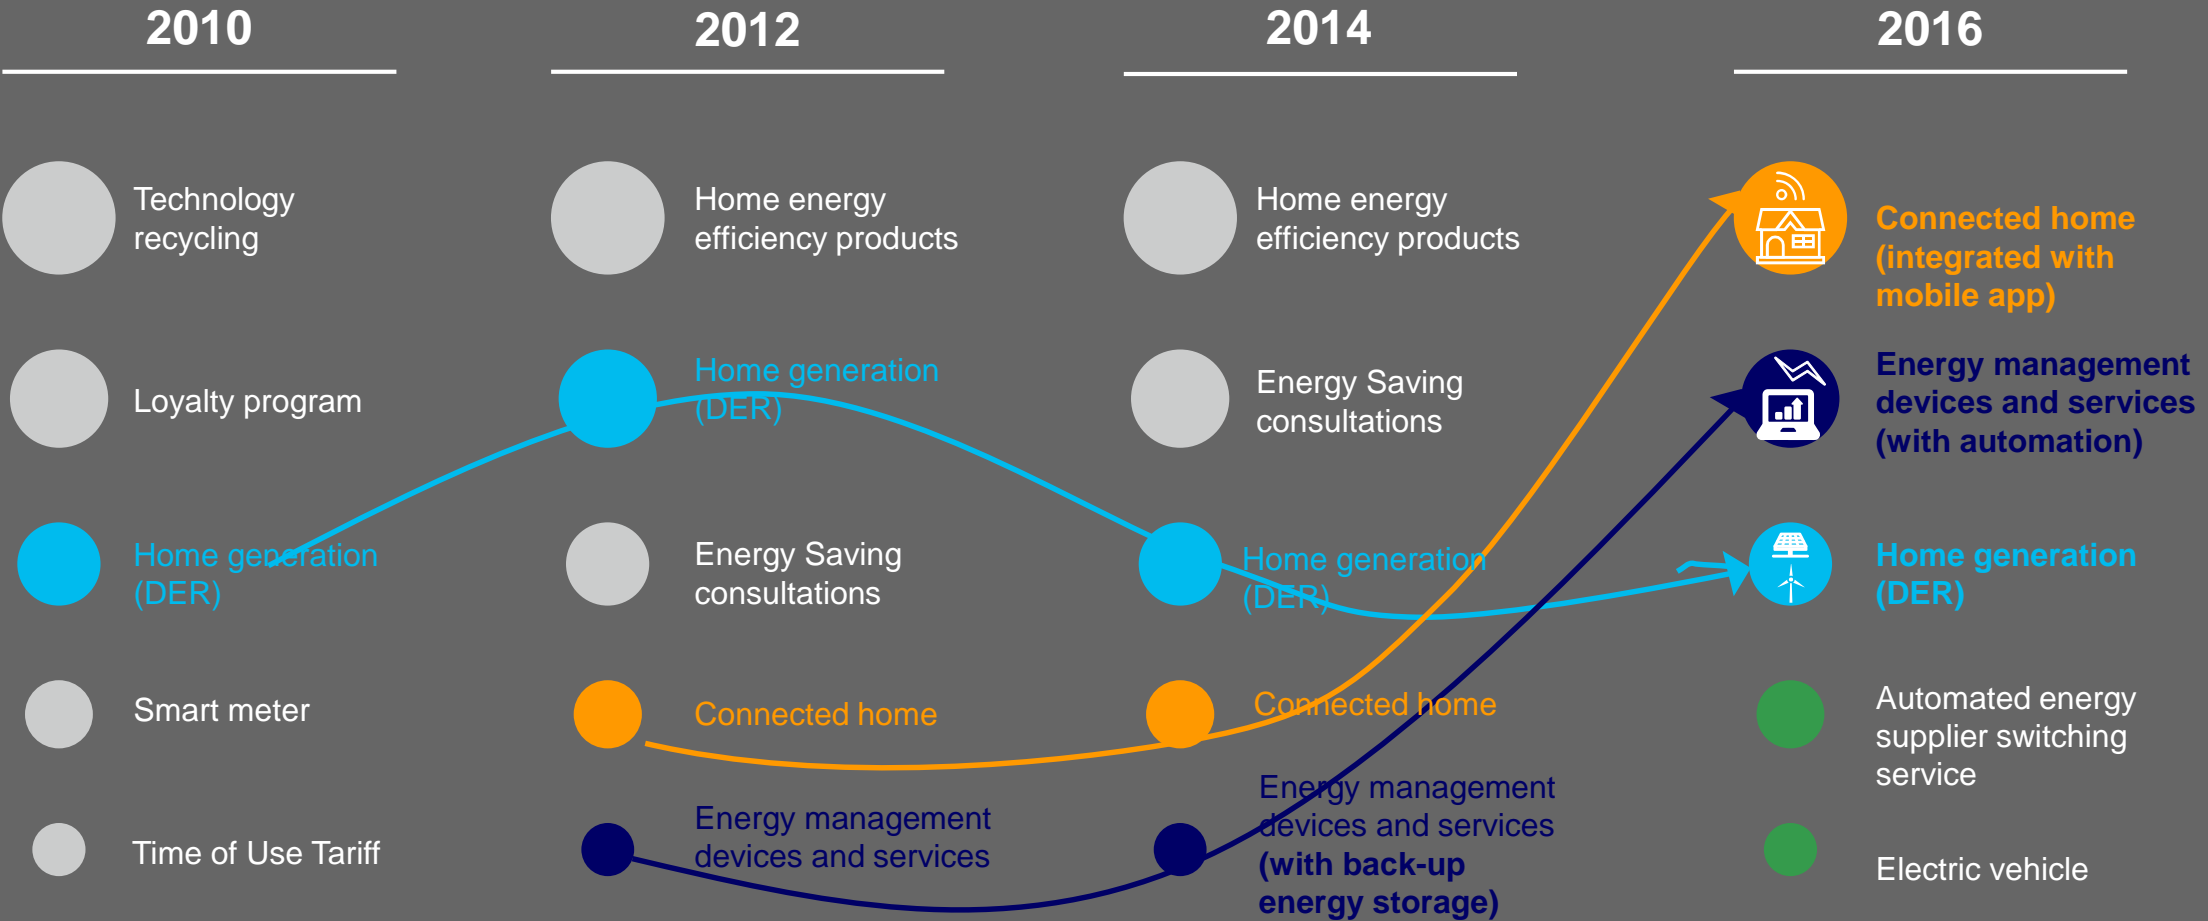 2010
2012
2014
2016
Technology
recycling
Home energy
efficiency products
Home energy
efficiency products
Connected home
(integrated with
mobile app)
Loyalty program
Home generation
(DER)
Energy Saving
consultations
Energy management
devices and services
(with automation)
Home generation
(DER)
Energy Saving
consultations
Home generation
(DER)
Home generation
(DER)
Smart meter
Connected home
Connected home
Automated energy
supplier switching
service
Time of Use Tariff
Energy management
devices and services
Energy management
devices and services
(with back-up
energy storage)
Electric vehicle